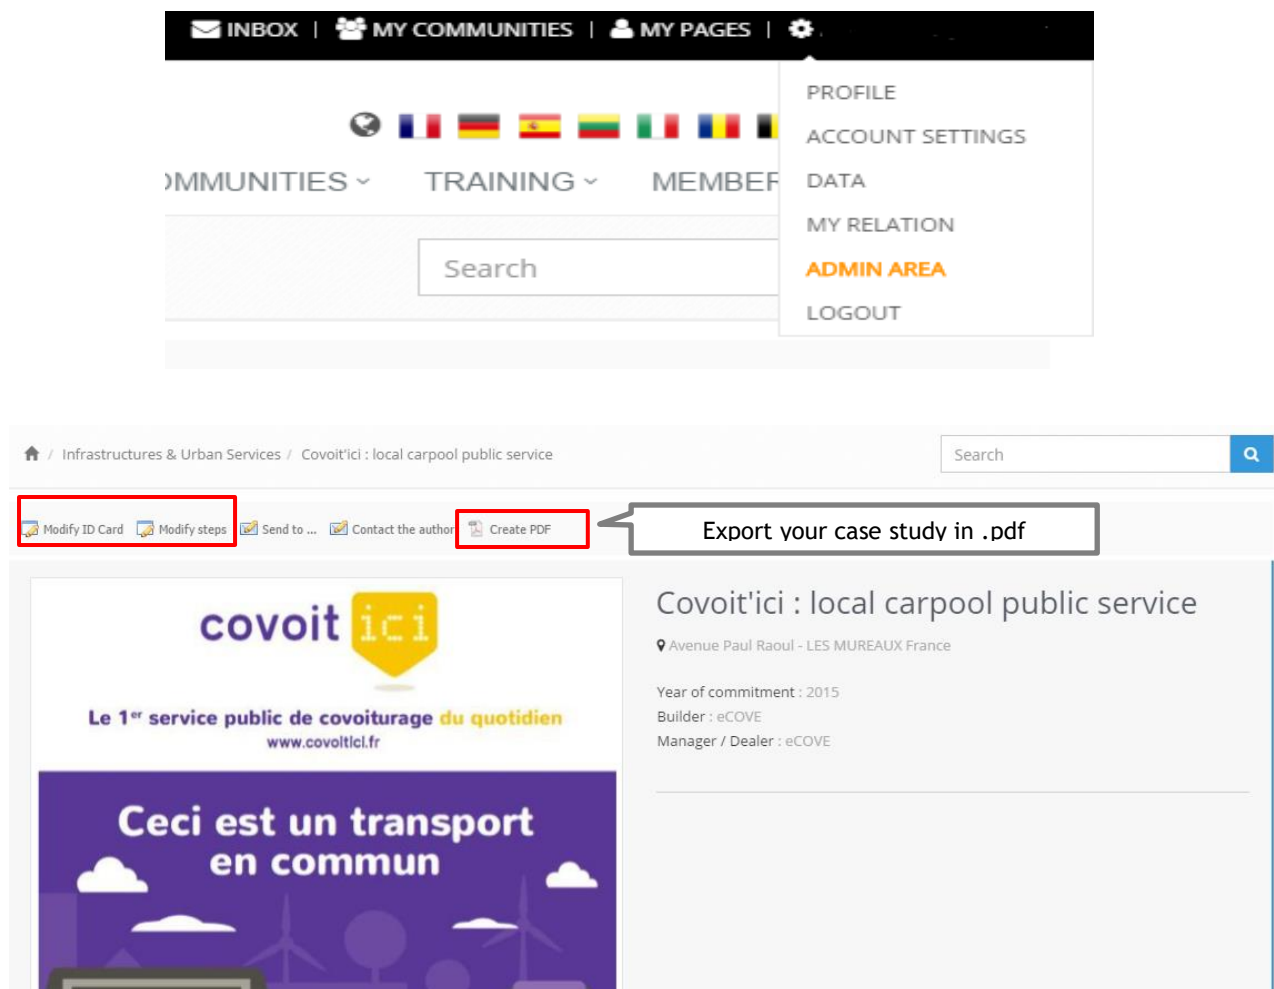 INBOX | MY COMMUNITIES | MY PAGES |
PROFILE
ACCOUNT SETTINGS
OMMUNITIES TRAINING MEMBER
DATA
MY RELATION
Search
ADMIN AREA
LOGOUT
/ Infrastructures & Urban Services / Covoit'ici : local carpool public service
Search
Modify ID Card Modify steps Send to ... Contact the author Create PDF
Export your case study in .pdf
covoit ici
Le 1er service public de covoiturage du quotidien
www.covoitici.fr
Ceci est un transport
en commun
Covoit'ici : local carpool public service
Avenue Paul Raoul - LES MUREAUX France
Year of commitment : 2015
Builder : eCOVE
Manager / Dealer : eCOVE